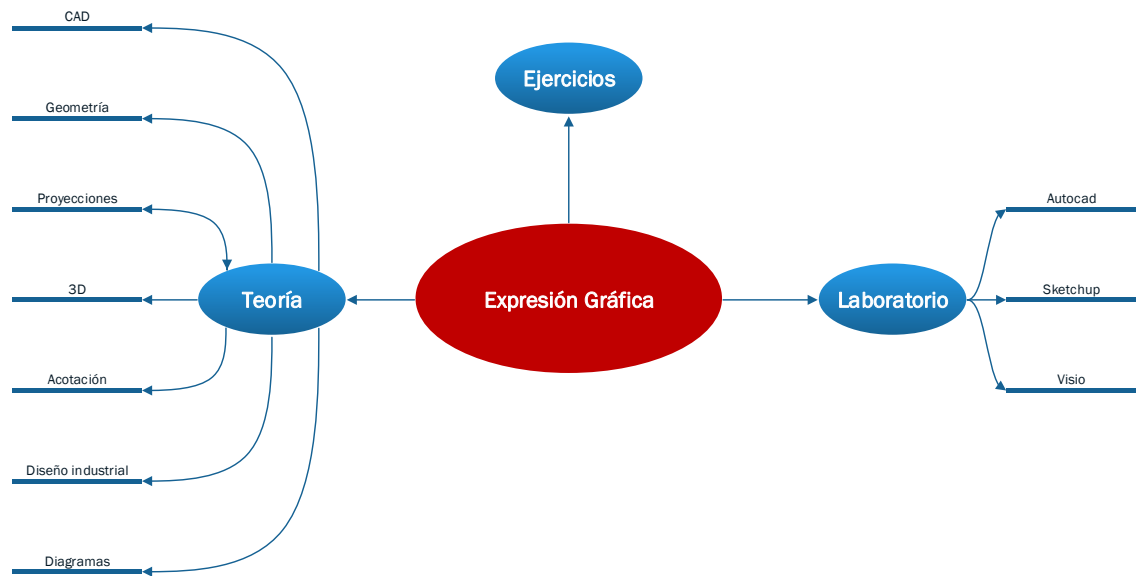 CAD
Geometría
Proyecciones
3D
Acotación
Diseño industrial
Diagramas
Teoría
Ejercicios
Expresión Gráfica
Laboratorio
Autocad
Sketchup
Visio